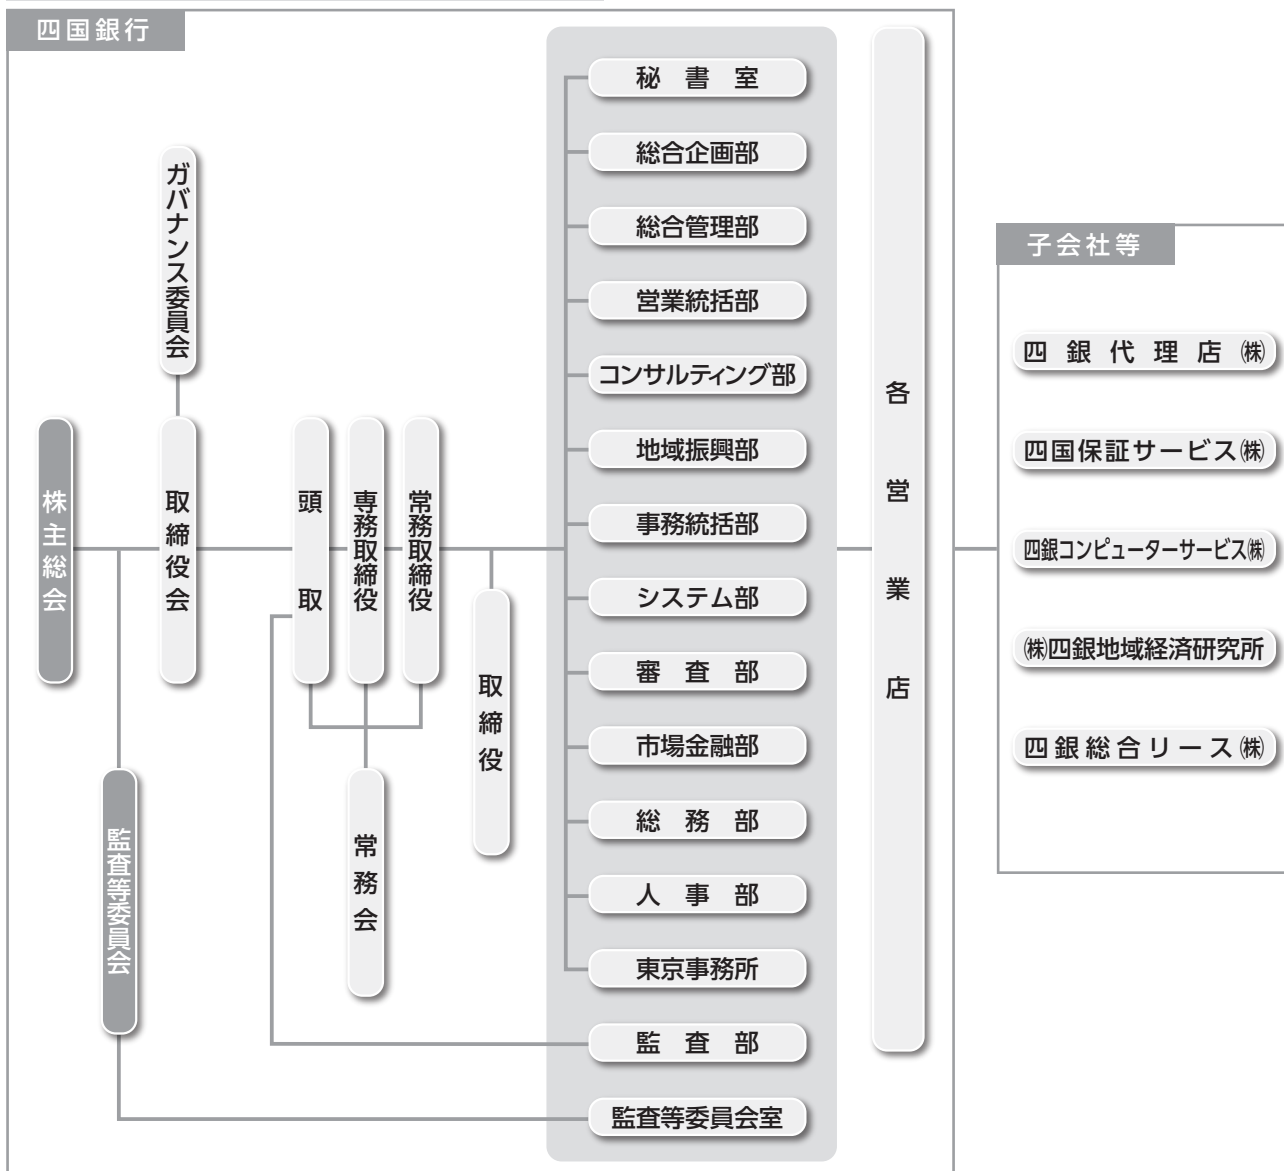 四国銀行
株主総会
監査等委員会
ガバナンス委員会
取締役会
頭取
専務取締役
常務取締役
常務会
取締役
秘書室
総合企画部
総合管理部
営業統括部
コンサルティング部
地域振興部
事務統括部
システム部
審査部
市場金融部
総務部
人事部
東京事務所
監査部
監査等委員会室
各営業店
子会社等
四銀代理店㈱
四国保証サービス㈱
四銀コンピューターサービス㈱
㈱四銀地域経済研究所
四銀総合リース㈱